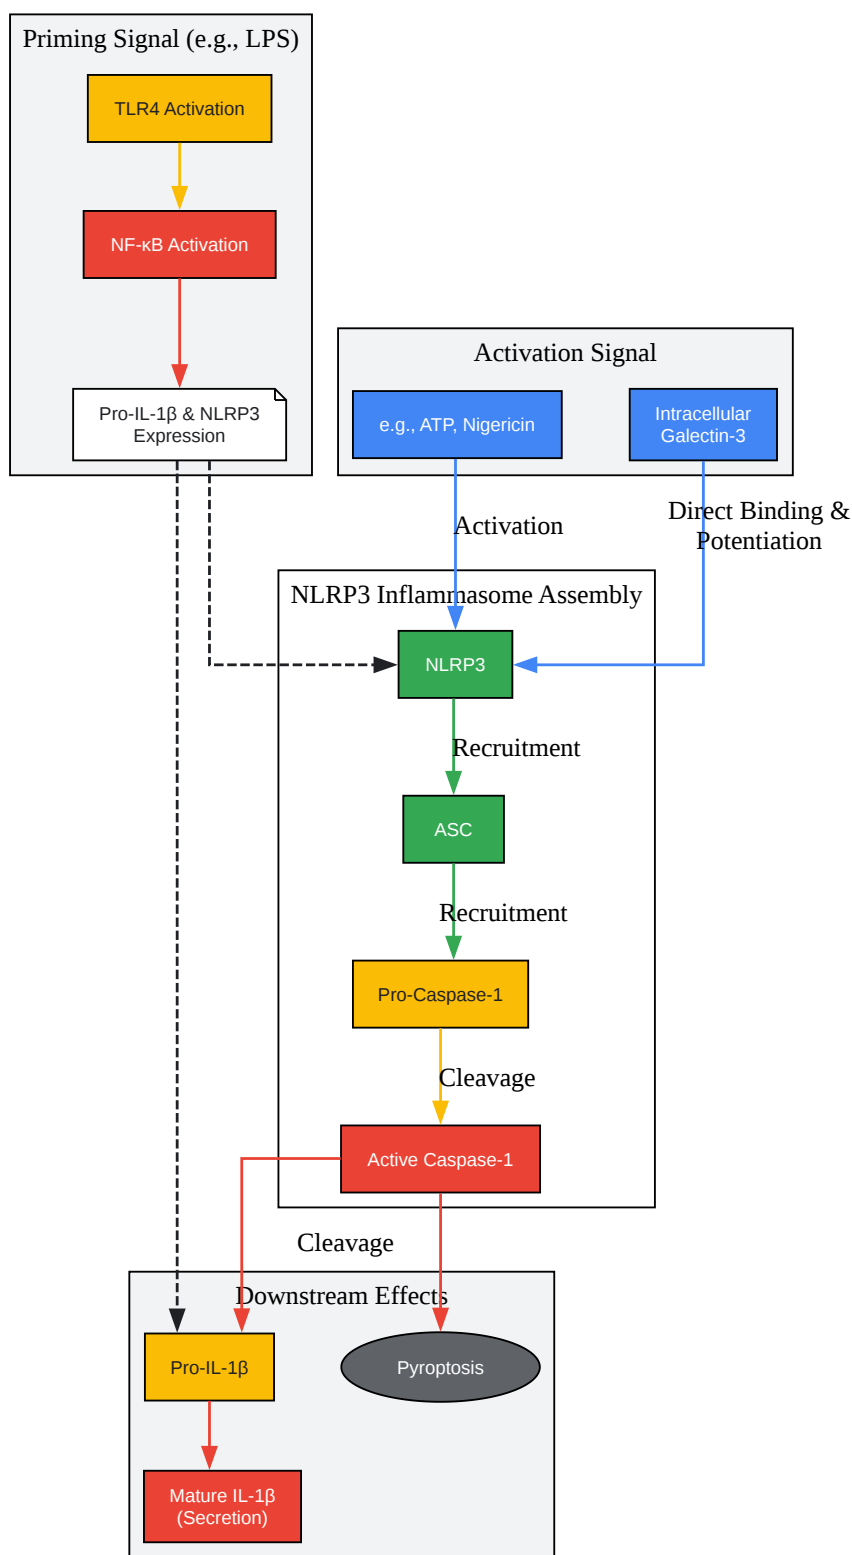 Priming Signal (e.g., LPS)
TLR4 Activation
NF-κB Activation
Pro-IL-1β & NLRP3
Expression
Activation Signal
e.g., ATP, Nigericin
Intracellular
Galectin-3
Activation
Direct Binding &
Potentiation
NLRP3 Inflammasome Assembly
NLRP3
Recruitment
ASC
Recruitment
Pro-Caspase-1
Cleavage
Active Caspase-1
Cleavage
Downstream Effects
Pro-IL-1β
Pyroptosis
Mature IL-1β
(Secretion)